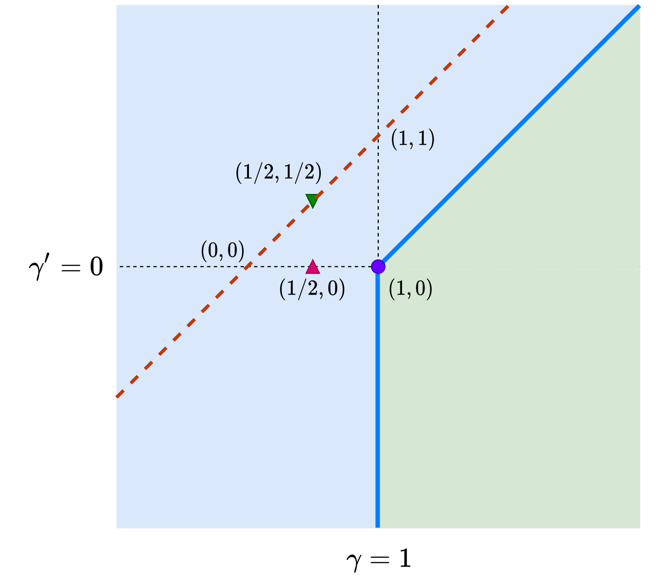 (1, 1)
(1/2, 1/2)
(0, 0)
γ′ = 0
(1/2, 0)
(1, 0)
γ = 1